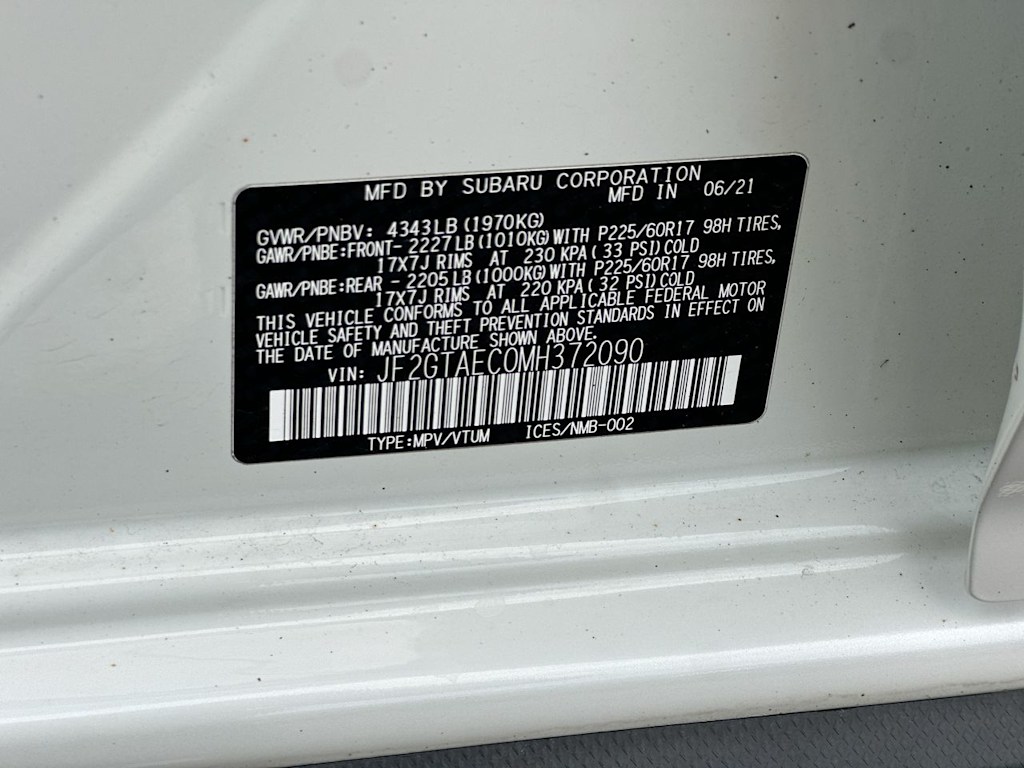 MFD BY SUBARU CORPORATION
MFD IN 06/21
GVWR/PNBV: 4343LB(1970KG)
GAWR/PNBE:FRONT- 2227LB(1010KG)WITH P225/60R17 98H TIRES,
17X7J RIMS AT 230 KPA( 33 PSI)COLD
GAWR/PNBE:REAR - 2205LB(1000KG)WITH P225/60R17 98H TIRES,
17X7J RIMS AT 220 KPA( 32 PSI)COLD
THIS VEHICLE CONFORMS TO ALL APPLICABLE FEDERAL MOTOR
VEHICLE SAFETY AND THEFT PREVENTION STANDARDS IN EFFECT ON
THE DATE OF MANUFACTURE SHOWN ABOVE.
VIN: JF2GTAEC0MH372090
TYPE:MPV/VTUM ICES/NMB-002